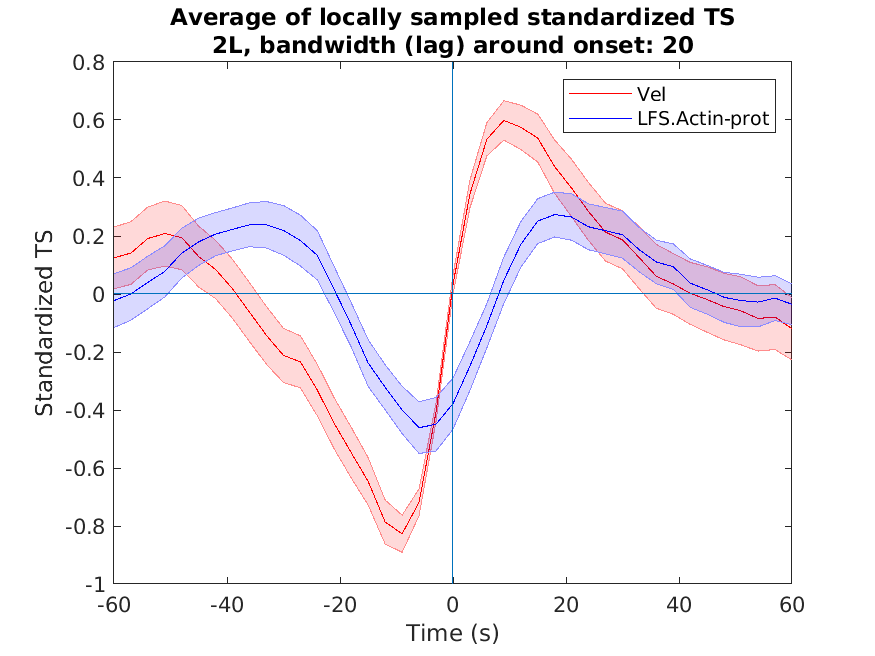 Average of locally sampled standardized TS
2L, bandwidth (lag) around onset: 20
Vel
LFS.Actin-prot
0.8
0.6
0.4
0.2
0
-0.2
-0.4
-0.6
-0.8
-1
Standardized TS
-60
-40
-20
0
20
40
60
Time (s)